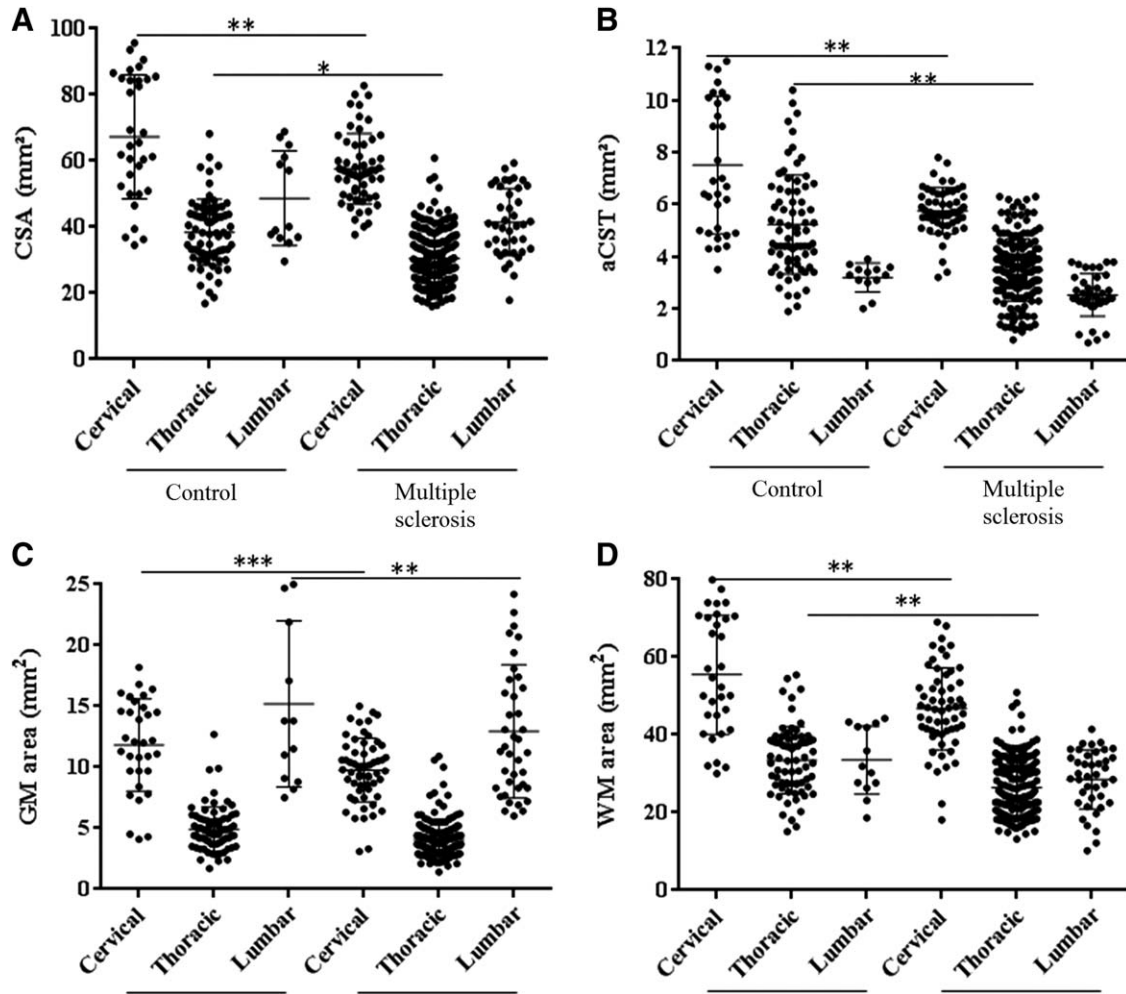 A
CSA (mm²)
100
80
60
40
20
0
**
*
Cervical
Thoracic
Lumbar
Cervical
Thoracic
Lumbar
Control
Multiple
sclerosis
B
aCST (mm²)
12
10
8
6
4
2
0
**
**
Cervical
Thoracic
Lumbar
Cervical
Thoracic
Lumbar
Control
Multiple
sclerosis
C
GM area (mm²)
25
20
15
10
5
0
***
**
Cervical
Thoracic
Lumbar
Cervical
Thoracic
Lumbar
D
WM area (mm²)
80
60
40
20
0
**
**
Cervical
Thoracic
Lumbar
Cervical
Thoracic
Lumbar